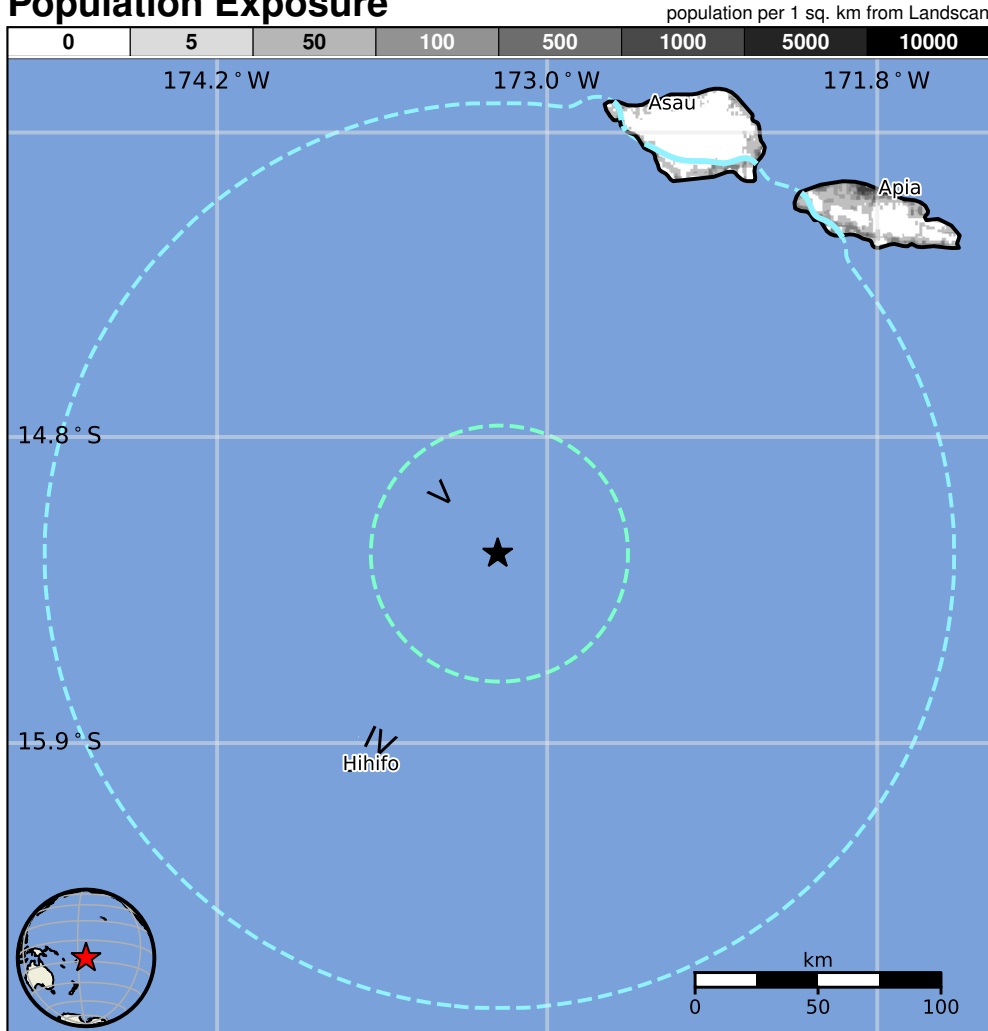 Population Exposure
population per 1 sq. km from Landscan
0 5 50 100 500 1000 5000 10000
174.2°W 173.0°W 171.8°W
Asau
Apia
14.8°S
V
15.9°S
IV
Hihifo
km
0 50 100